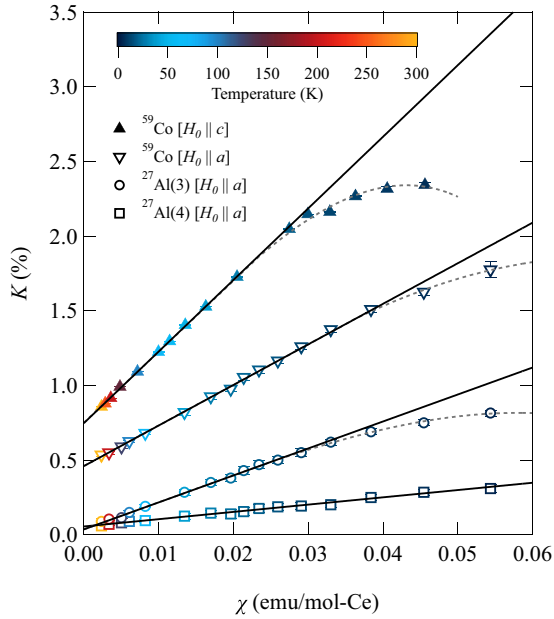 3.5
3.0
2.5
2.0
1.5
1.0
0.5
0.0
K (%)
0 50 100 150 200 250 300
Temperature (K)
⁵⁹Co [H₀ || c]
⁵⁹Co [H₀ || a]
²⁷Al(3) [H₀ || a]
²⁷Al(4) [H₀ || a]
0.00 0.01 0.02 0.03 0.04 0.05 0.06
χ (emu/mol-Ce)